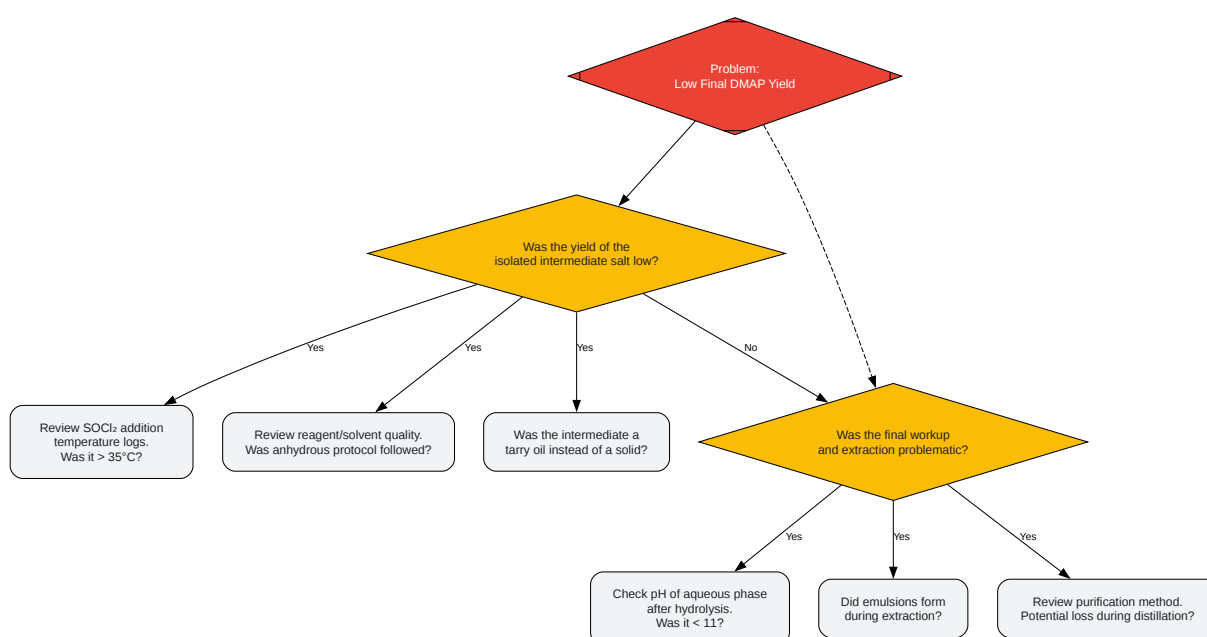 Problem:
Low Final DMAP Yield
Was the yield of the
isolated intermediate salt low?
Yes
Yes
Yes
No
Review SOCl₂ addition
temperature logs.
Was it > 35°C?
Review reagent/solvent quality.
Was anhydrous protocol followed?
Was the intermediate a
tarry oil instead of a solid?
Was the final workup
and extraction problematic?
Yes
Yes
Yes
Check pH of aqueous phase
after hydrolysis.
Was it < 11?
Did emulsions form
during extraction?
Review purification method.
Potential loss during distillation?